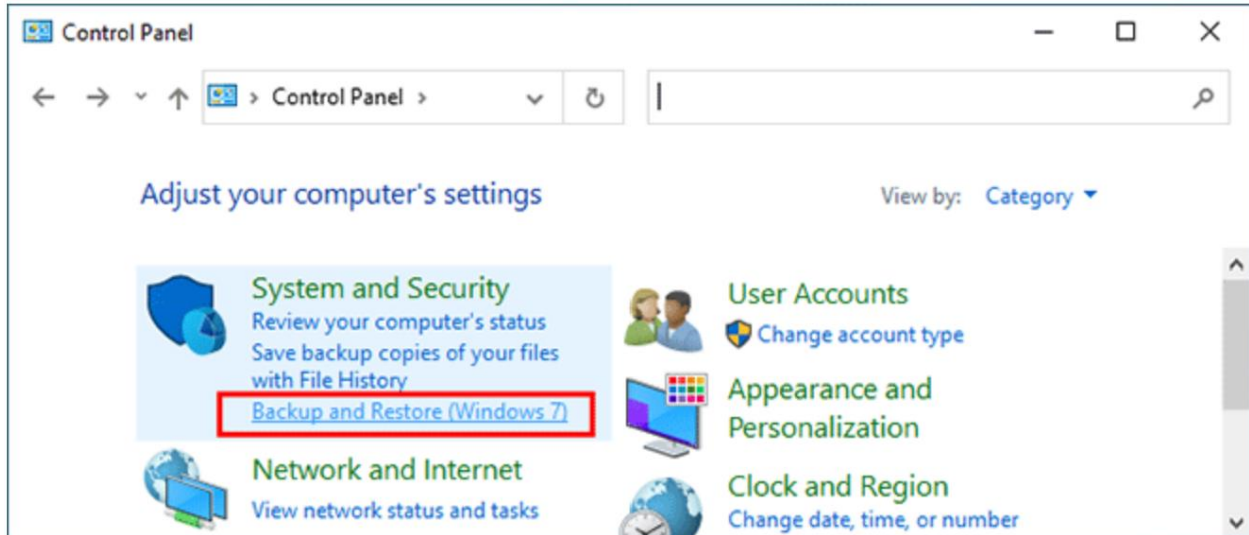 Control Panel
Control Panel
Adjust your computer's settings
View by: Category
System and Security
Review your computer's status
Save backup copies of your files
with File History
Backup and Restore (Windows 7)
Network and Internet
View network status and tasks
User Accounts
Change account type
Appearance and
Personalization
Clock and Region
Change date, time, or number